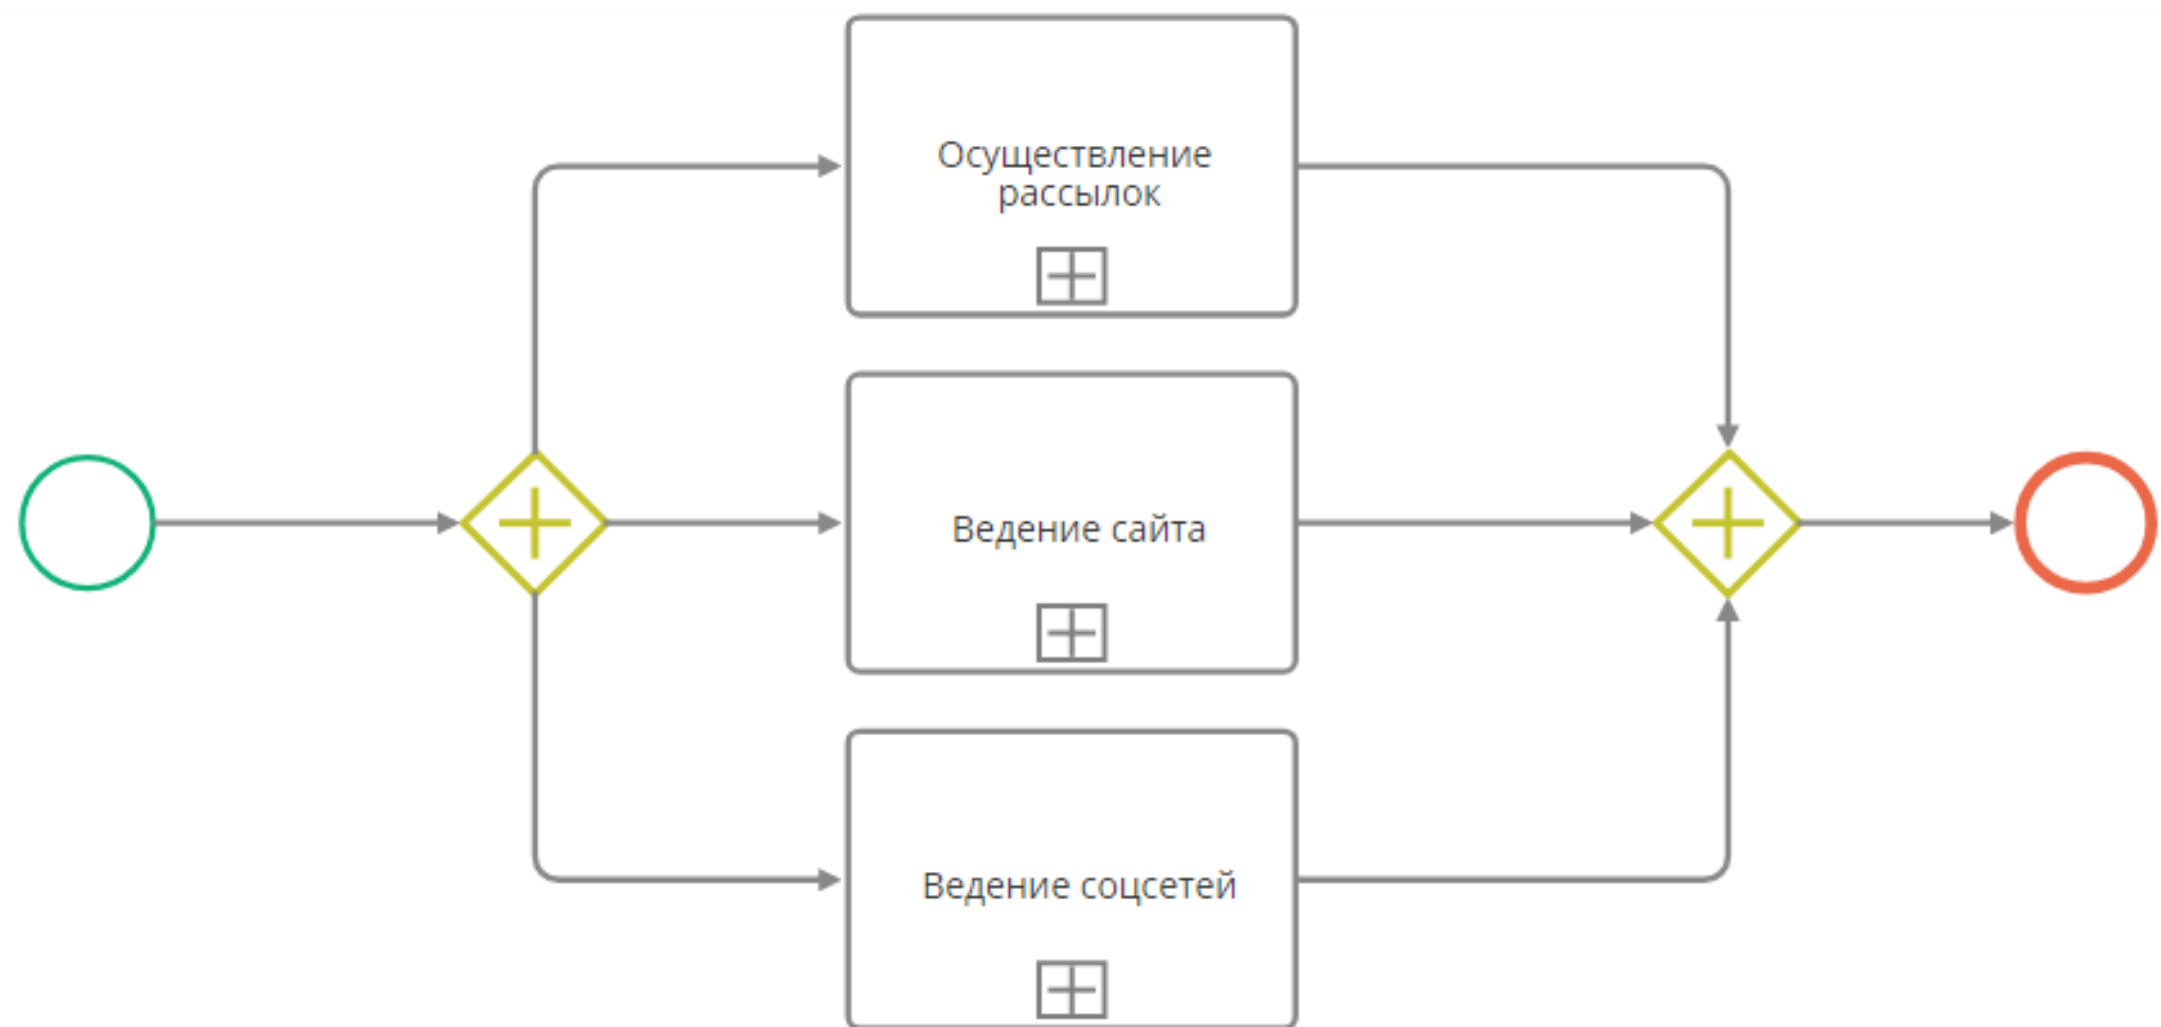 Осуществление
рассылок
Ведение сайта
Ведение соцсетей